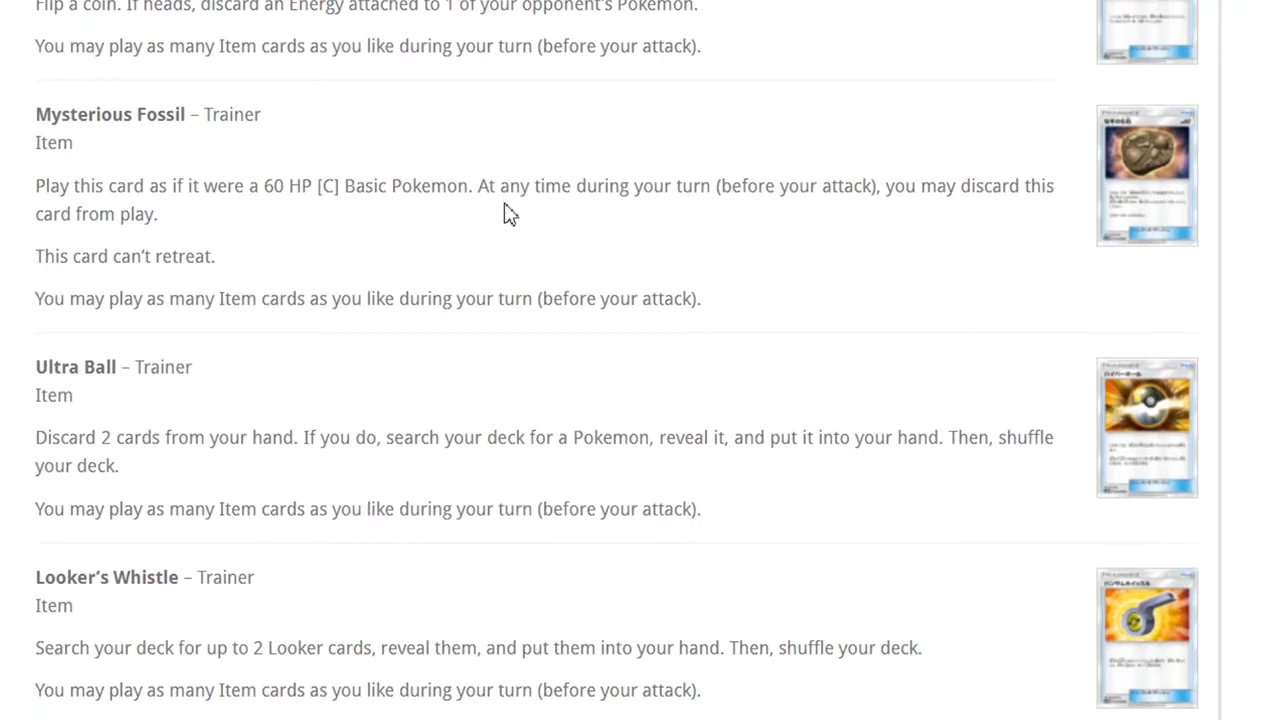 Flip a coin. If heads, discard an Energy attached to 1 of your opponent's Pokemon.
You may play as many Item cards as you like during your turn (before your attack).
Mysterious Fossil – Trainer
Item
Play this card as if it were a 60 HP [C] Basic Pokemon. At any time during your turn (before your attack), you may discard this
card from play.
This card can't retreat.
You may play as many Item cards as you like during your turn (before your attack).
Ultra Ball – Trainer
Item
Discard 2 cards from your hand. If you do, search your deck for a Pokemon, reveal it, and put it into your hand. Then, shuffle
your deck.
You may play as many Item cards as you like during your turn (before your attack).
Looker's Whistle – Trainer
Item
Search your deck for up to 2 Looker cards, reveal them, and put them into your hand. Then, shuffle your deck.
You may play as many Item cards as you like during your turn (before your attack).